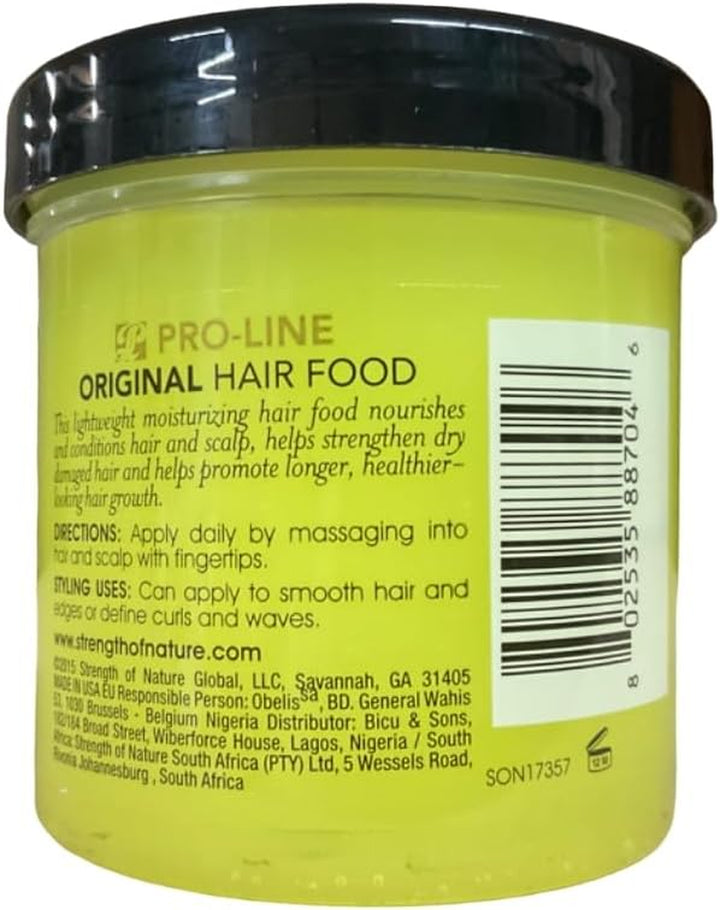 PRO-LINE
ORIGINAL HAIR FOOD
This lightweight moisturizing hair food nourishes
and conditions hair and scalp, helps strengthen dry
damaged hair and helps promote longer, healthier-
looking hair growth.
DIRECTIONS: Apply daily by massaging into
hair and scalp with fingertips.
STYLING USES: Can apply to smooth hair and
edges or define curls and waves.
www.strengthofnature.com
©2015 Strength of Nature Global, LLC, Savannah, GA 31405
MADE IN USA EU Responsible Person: Obelis sa, BD. General Wahis
53, 1030 Brussels - Belgium Nigeria Distributor: Bicu & Sons,
162/164 Broad Street, Wiberforce House, Lagos, Nigeria / South
Africa: Strength of Nature South Africa (PTY) Ltd, 5 Wessels Road,
Rivonia Johannesburg, South Africa
8 02535 88704 6
SON17357